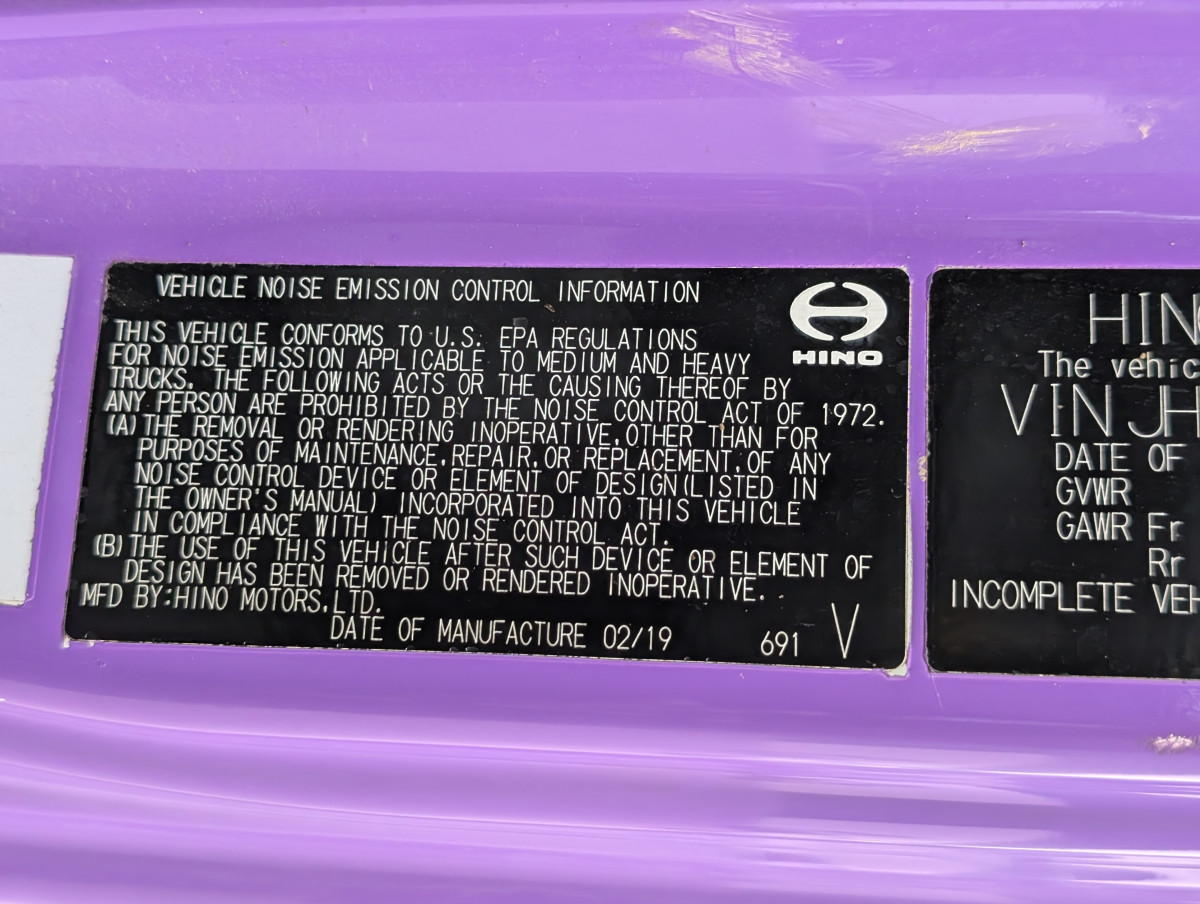 VEHICLE NOISE EMISSION CONTROL INFORMATION
HINO
THIS VEHICLE CONFORMS TO U.S. EPA REGULATIONS
FOR NOISE EMISSION APPLICABLE TO MEDIUM AND HEAVY
TRUCKS. THE FOLLOWING ACTS OR THE CAUSING THEREOF BY
ANY PERSON ARE PROHIBITED BY THE NOISE CONTROL ACT OF 1972.
(A) THE REMOVAL OR RENDERING INOPERATIVE, OTHER THAN FOR
PURPOSES OF MAINTENANCE, REPAIR, OR REPLACEMENT, OF ANY
NOISE CONTROL DEVICE OR ELEMENT OF DESIGN (LISTED IN
THE OWNER'S MANUAL) INCORPORATED INTO THIS VEHICLE
IN COMPLIANCE WITH THE NOISE CONTROL ACT.
(B) THE USE OF THIS VEHICLE AFTER SUCH DEVICE OR ELEMENT OF
DESIGN HAS BEEN REMOVED OR RENDERED INOPERATIVE.
MFD BY:HINO MOTORS, LTD.
DATE OF MANUFACTURE 02/19 691 V
HIN
The vehic
VIN JH
DATE OF
GVWR
GAWR Fr
Rr
INCOMPLETE VEH